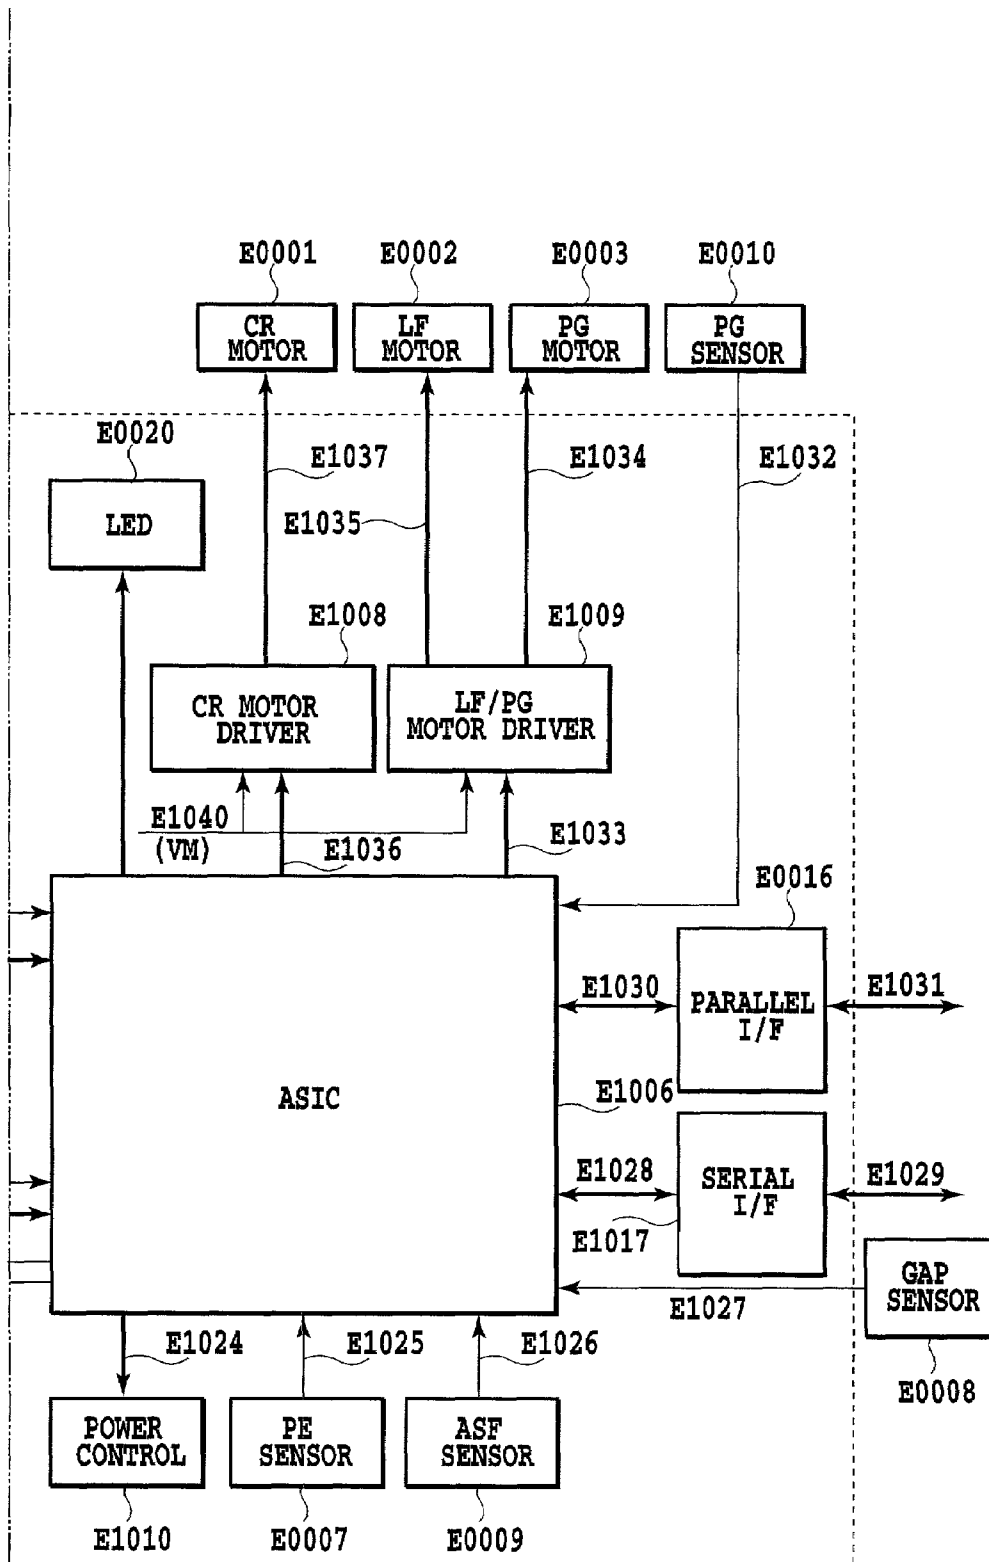 E0001
E0002
E0003
E0010
CR
MOTOR
LF
MOTOR
PG
MOTOR
PG
SENSOR
E0020
E1037
E1034
E1032
LED
E1035
E1008
E1009
CR MOTOR
DRIVER
LF/PG
MOTOR DRIVER
E1040
(VM)
E1036
E1033
E0016
E1030
PARALLEL
I/F
E1031
ASIC
E1006
E1028
SERIAL
I/F
E1029
E1017
GAP
SENSOR
E1027
E1024
E1025
E1026
E0008
POWER
CONTROL
PE
SENSOR
ASF
SENSOR
E1010
E0007
E0009